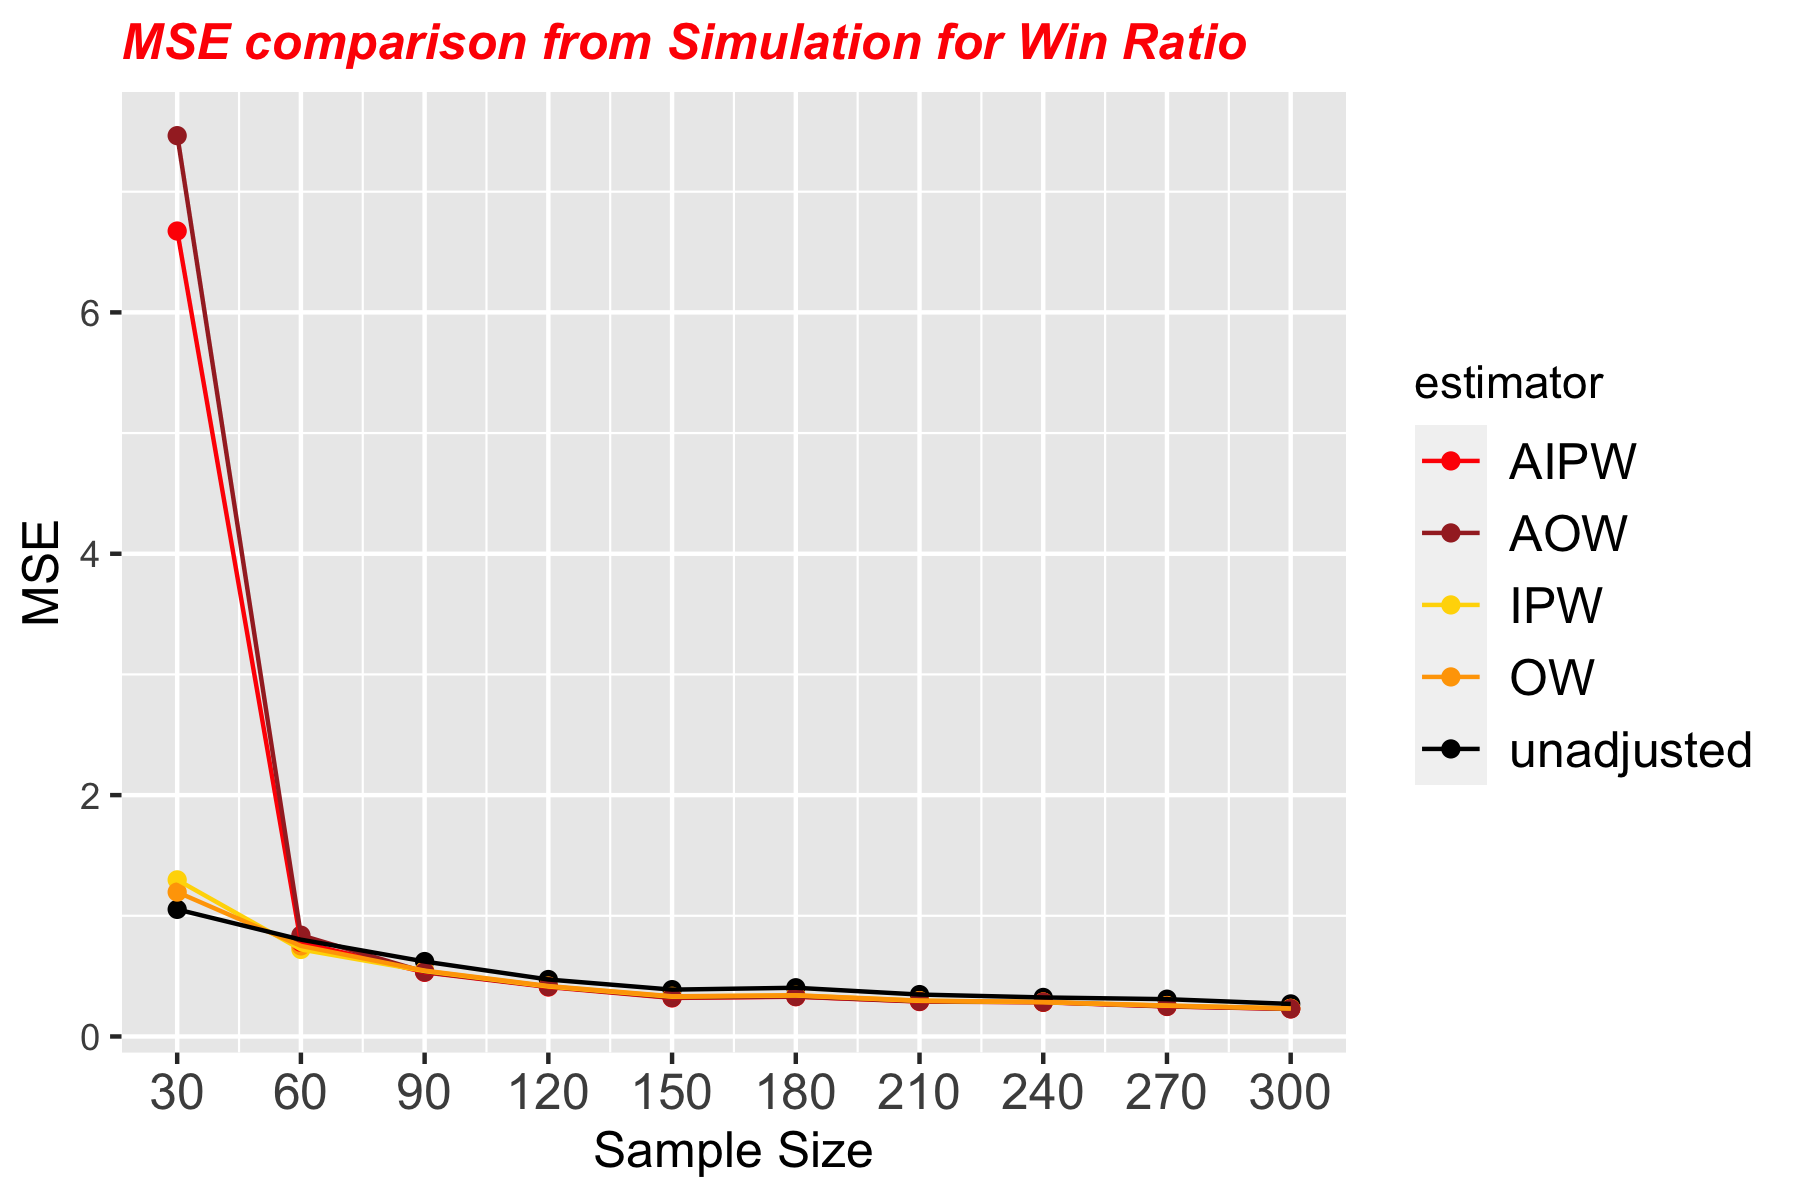 MSE comparison from Simulation for Win Ratio
MSE
6
4
2
0
30 60 90 120 150 180 210 240 270 300
Sample Size
estimator
AIPW
AOW
IPW
OW
unadjusted